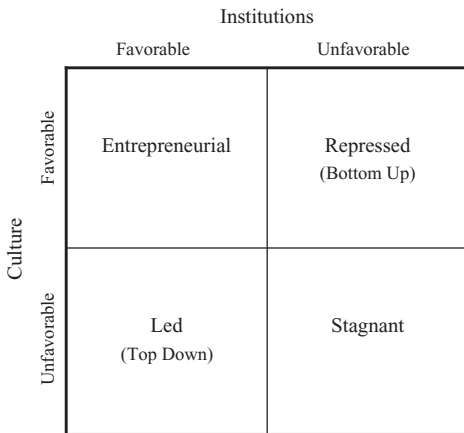 Institutions
Favorable Unfavorable
Culture
Favorable
Entrepreneurial
Repressed
(Bottom Up)
Unfavorable
Led
(Top Down)
Stagnant